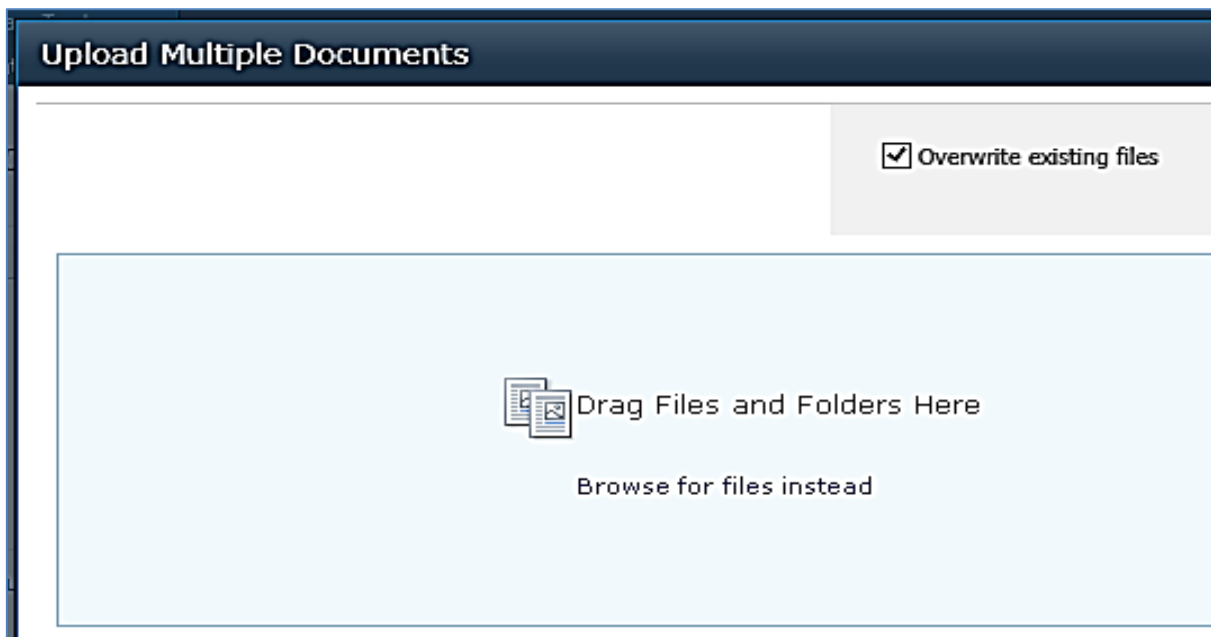 Upload Multiple Documents
Overwrite existing files
Drag Files and Folders Here
Browse for files instead